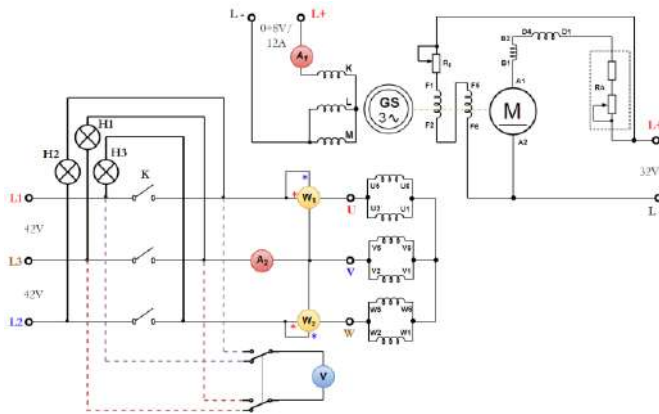 L -
L+
0÷8V/
12A
A1
K
L
M
GS
3~
Rr
F1
F2
F5
F6
D4
D1
B2
B1
A1
M
A2
Ra
L+
32V
L
H1
H2
H3
K
L1
42V
L3
42V
L2
A2
*
*
W1
*
*
W2
U
V
W
U5
U6
U2
U1
V5
V6
V2
V1
W5
W6
W2
W1
V